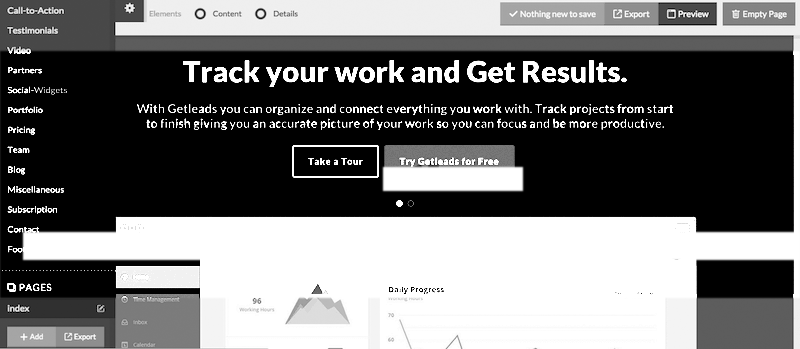 Call-to-Action
Testimonials
Video
Partners
Social-Widgets
Portfolio
Pricing
Team
Blog
Miscellaneous
Subscription
Contact
PAGES
Index
Add
Export
Elements
Content
Details
Nothing new to save
Export
Preview
Empty Page
Track your work and Get Results.
With Getleads you can organize and connect everything you work with. Track projects from start
to finish giving you an accurate picture of your work so you can focus and be more productive.
Take a Tour
Try Getleads for Free
Time Management
Inbox
Calendar
96
Working Hours
Daily Progress
Working Hours
70
60